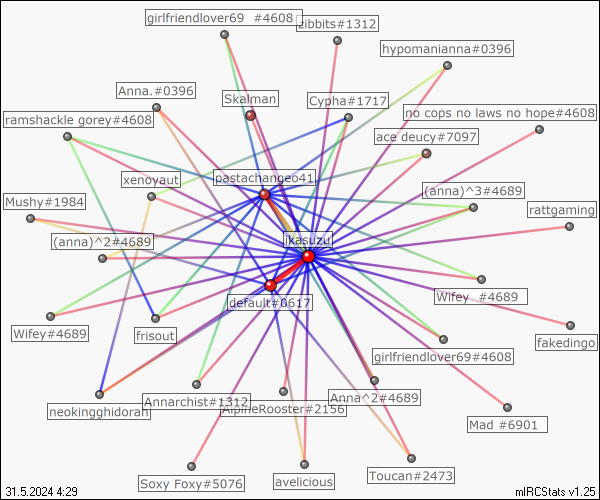 girlfriendlover69 #4608
zibbits#1312
hypomanianna#0396
Anna.#0396
Skalman
Cypha#1717
no cops no laws no hope#4608
ramshackle gorey#4608
ace deucy#7097
xenoyaut
pastachangeo41
(anna)^3#4689
Mushy#1984
rattgaming
(anna)^2#4689
ikasuzu
default#0617
Wifey #4689
Wifey#4689
frisout
fakedingo
girlfriendlover69#4608
Annarchist#1312
Anna^2#4689
neokingghidorah
AlpineRooster#2156
Mad #6901
Soxy Foxy#5076
avelicious
Toucan#2473
31.5.2024 4:29
mIRCStats v1.25